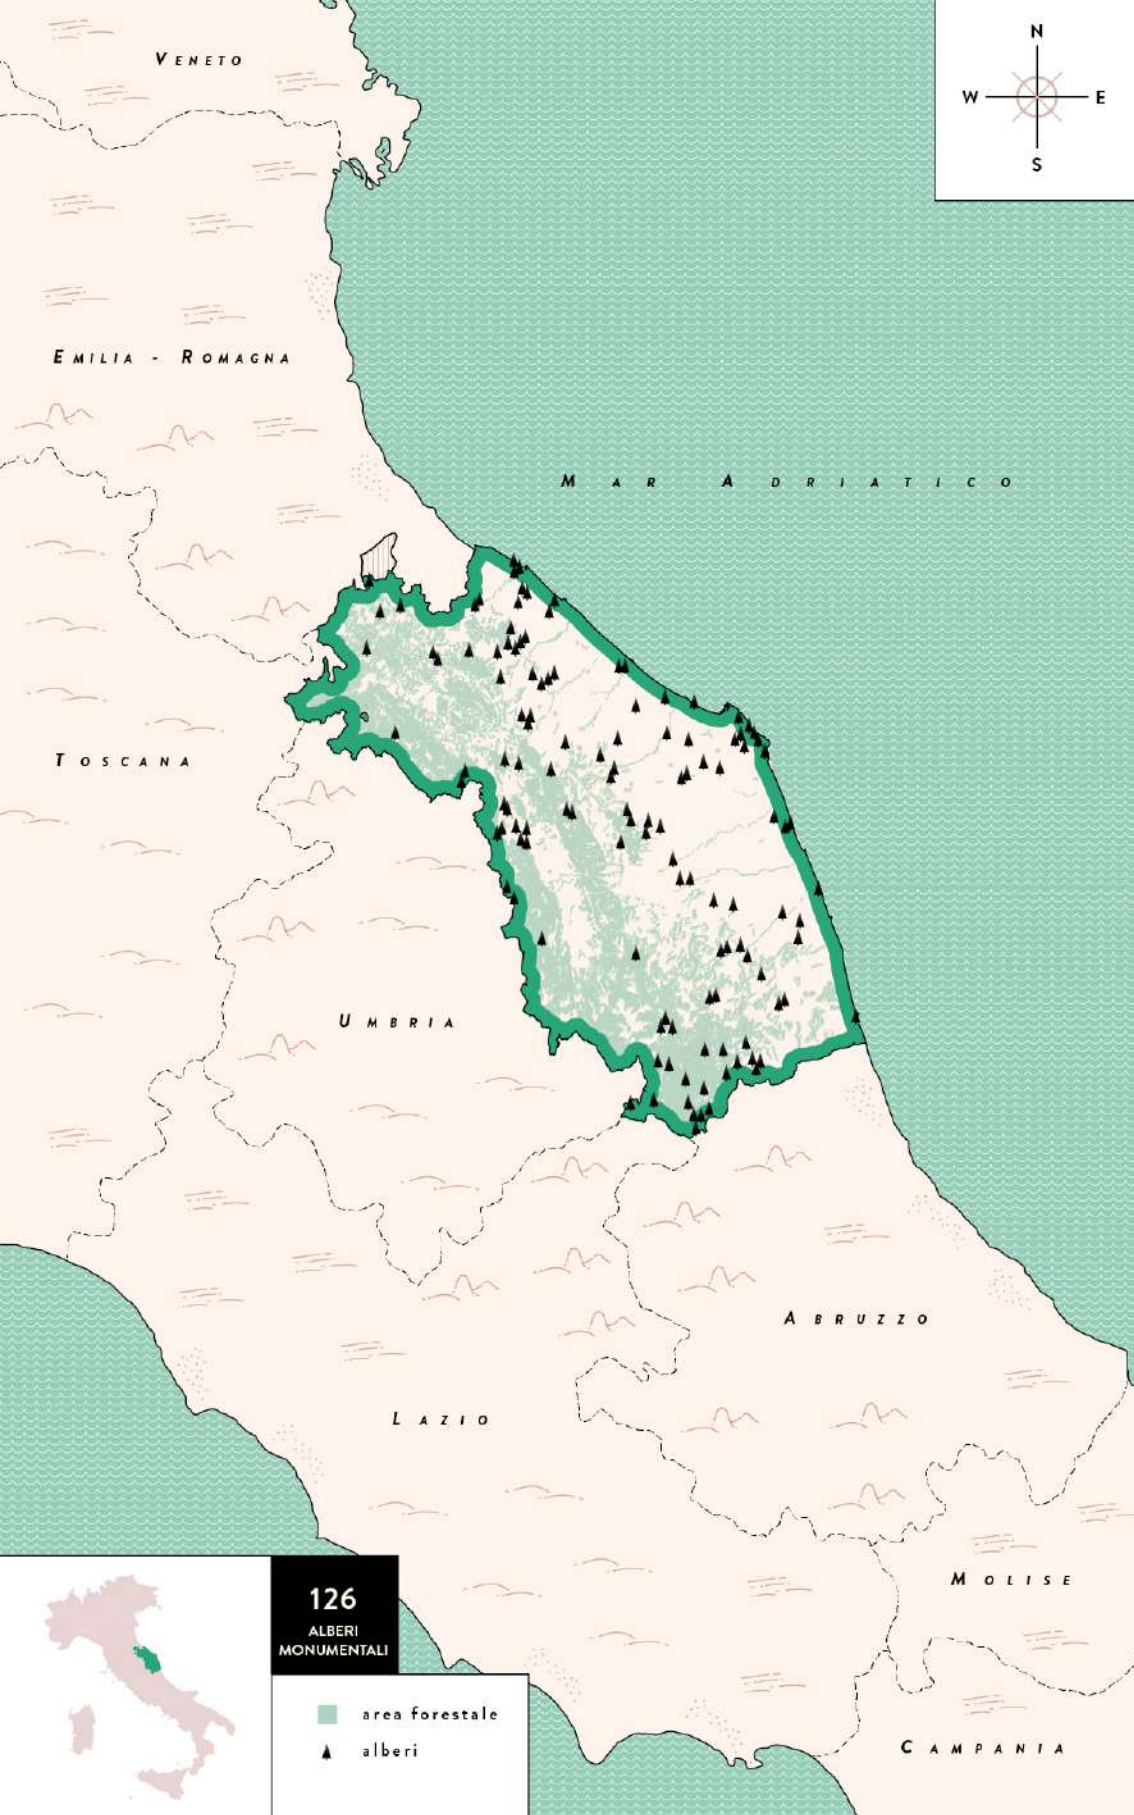 VENETO
N
W E
S
EMILIA - ROMAGNA
MAR ADRIATICO
TOSCANA
UMBRIA
ABRUZZO
LAZIO
MOLISE
126
ALBERI
MONUMENTALI
area forestale
alberi
CAMPANIA